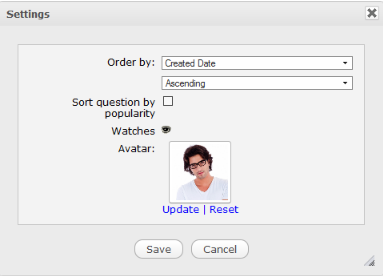 Settings
Order by: Created Date
Ascending
Sort question by
popularity
Watches
Avatar:
Update | Reset
Save Cancel